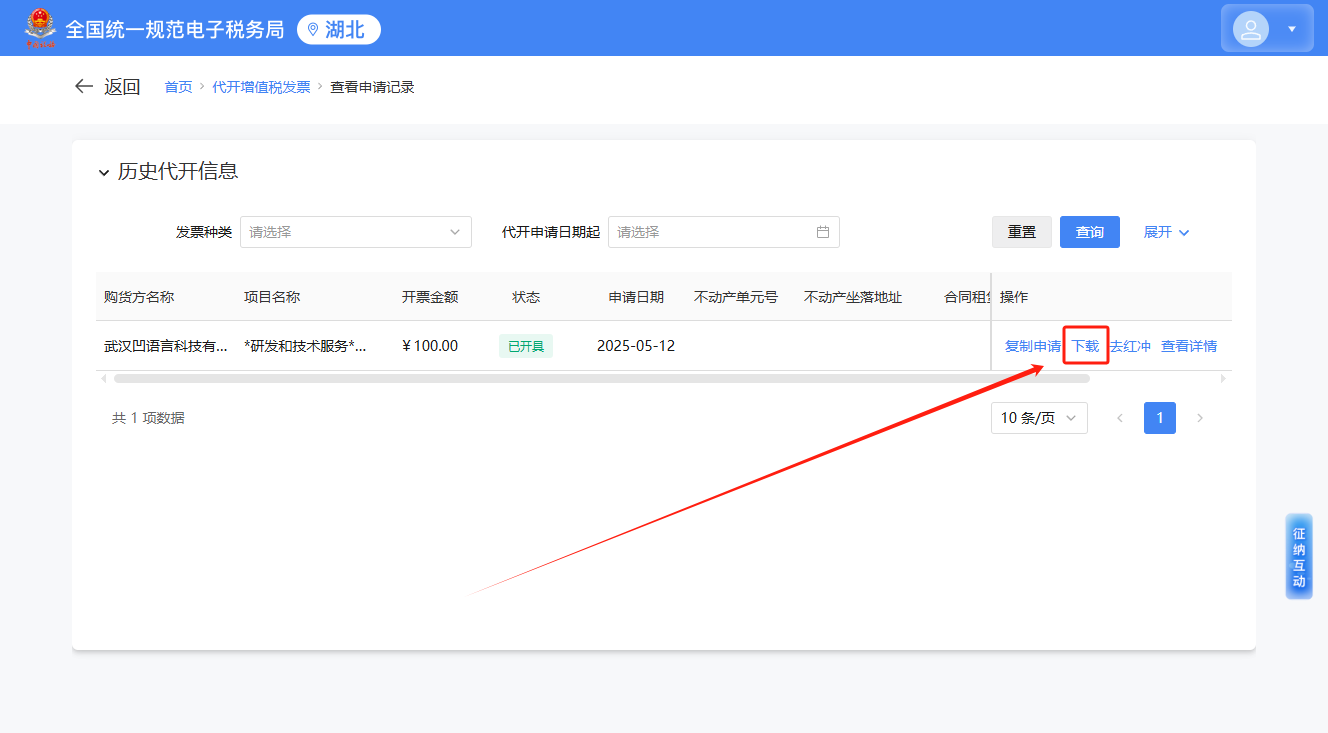 全国统一规范电子税务局 湖北
返回 首页 代开增值税发票 查看申请记录
历史代开信息
发票种类 请选择 代开申请日期起 请选择 重置 查询 展开
购货方名称 项目名称 开票金额 状态 申请日期 不动产单元号 不动产坐落地址 合同租 操作
武汉凹语言科技有... *研发和技术服务*... ¥100.00 已开具 2025-05-12 复制申请 下载 去红冲 查看详情
共 1 项数据 10 条/页 1
征纳互动